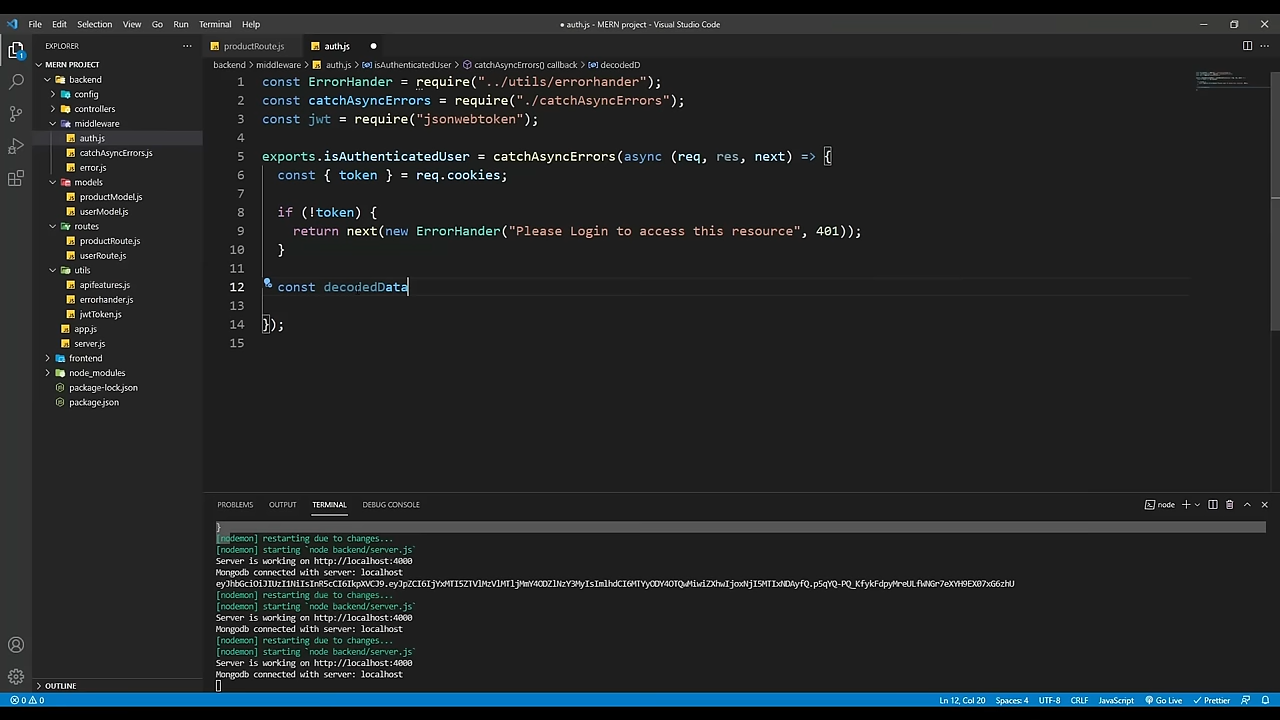 File Edit Selection View Go Run Terminal Help
● auth.js - MERN project - Visual Studio Code
EXPLORER
MERN PROJECT
backend
config
controllers
middleware
auth.js
catchAsyncErrors.js
error.js
models
productModel.js
userModel.js
routes
productRoute.js
userRoute.js
utils
apifeatures.js
errorhander.js
jwtToken.js
app.js
server.js
frontend
node_modules
package-lock.json
package.json
OUTLINE
productRoute.js auth.js
backend > middleware > auth.js > isAuthenticatedUser > catchAsyncErrors() callback > decodedD
1 const ErrorHander = require("../utils/errorhander");
2 const catchAsyncErrors = require("./catchAsyncErrors");
3 const jwt = require("jsonwebtoken");
4
5 exports.isAuthenticatedUser = catchAsyncErrors(async (req, res, next) => {
6 const { token } = req.cookies;
7
8 if (!token) {
9 return next(new ErrorHander("Please Login to access this resource", 401));
10 }
11
12 const decodedData
13
14 });
15
PROBLEMS OUTPUT TERMINAL DEBUG CONSOLE
node
}
[nodemon] restarting due to changes...
[nodemon] starting `node backend/server.js`
Server is working on http://localhost:4000
Mongodb connected with server: localhost
[nodemon] restarting due to changes...
[nodemon] starting `node backend/server.js`
Server is working on http://localhost:4000
Mongodb connected with server: localhost
[nodemon] restarting due to changes...
[nodemon] starting `node backend/server.js`
Server is working on http://localhost:4000
Mongodb connected with server: localhost
0 0
Ln 12, Col 20 Spaces: 4 UTF-8 CRLF JavaScript Go Live Prettier